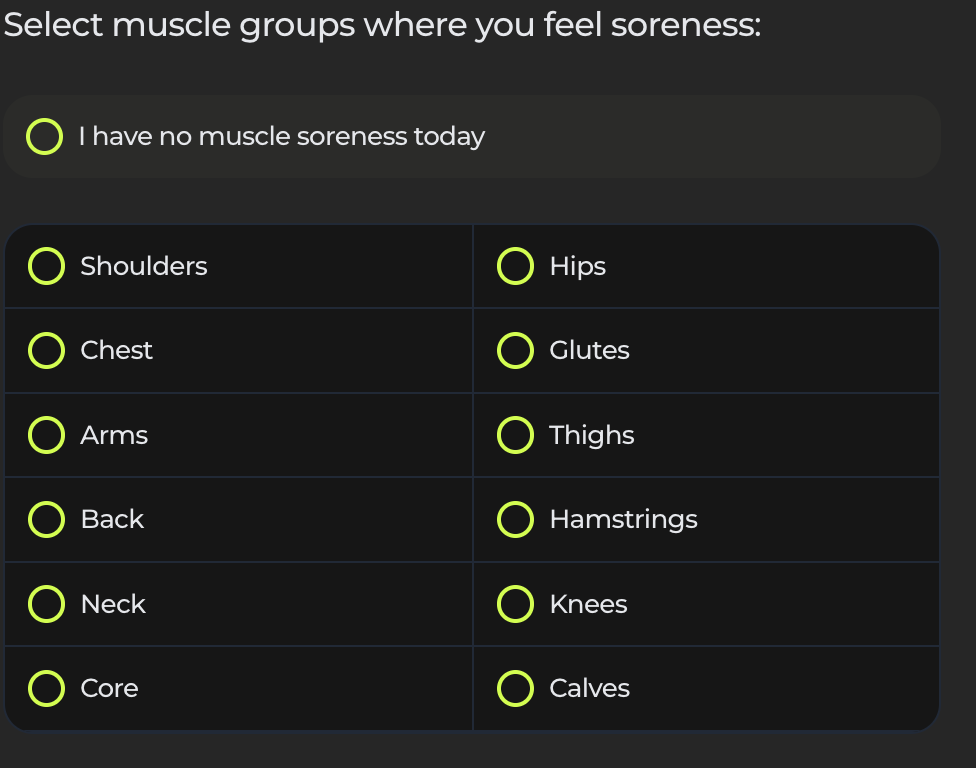 Select muscle groups where you feel soreness:
I have no muscle soreness today
Shoulders
Hips
Chest
Glutes
Arms
Thighs
Back
Hamstrings
Neck
Knees
Core
Calves